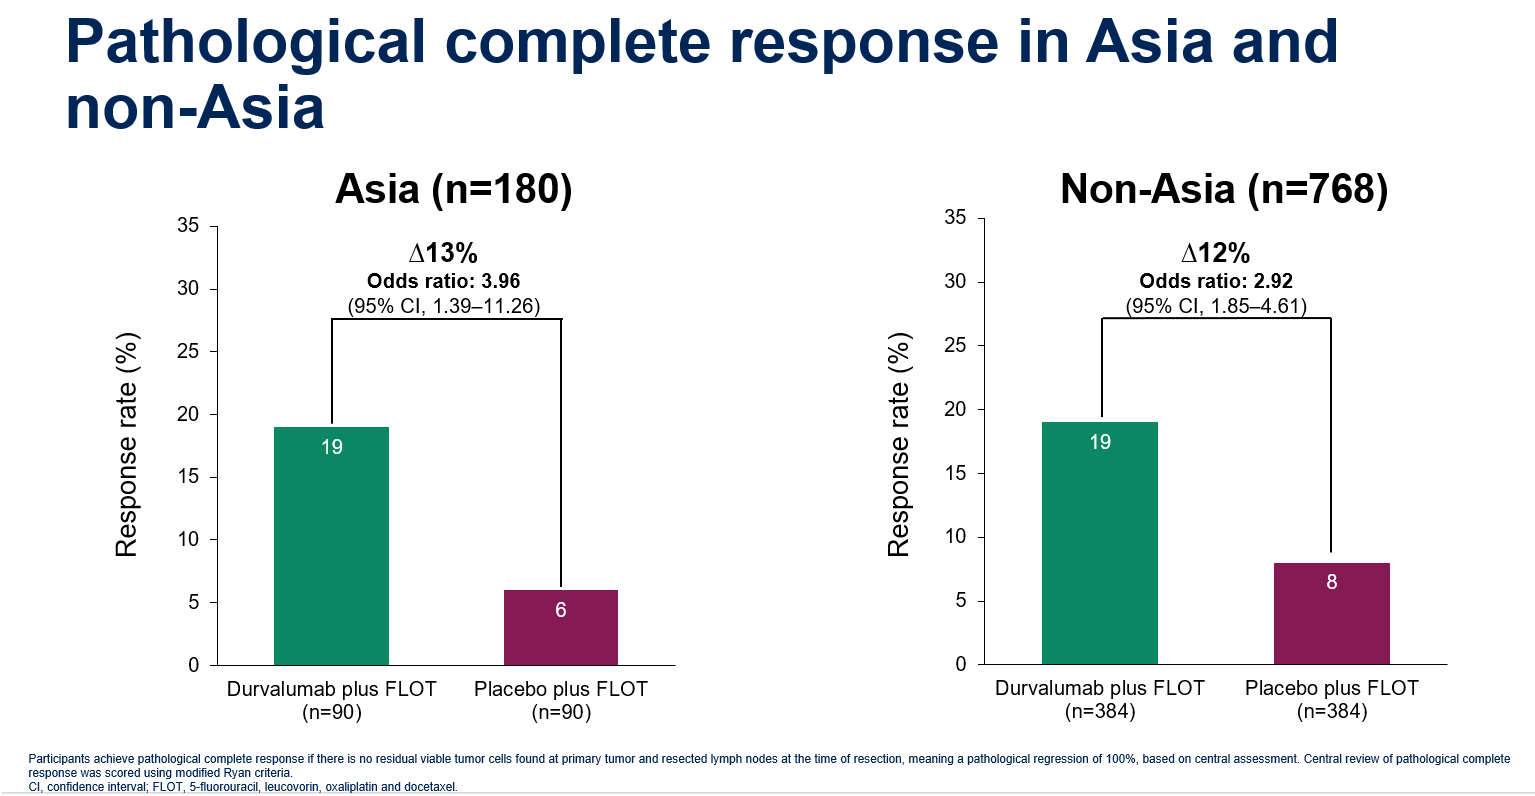 Pathological complete response in Asia and
non-Asia
Asia (n=180)
Δ13%
Odds ratio: 3.96
(95% CI, 1.39–11.26)
Response rate (%)
35
30
25
20
15
10
5
0
19
6
Durvalumab plus FLOT
(n=90)
Placebo plus FLOT
(n=90)
Non-Asia (n=768)
Δ12%
Odds ratio: 2.92
(95% CI, 1.85–4.61)
Response rate (%)
35
30
25
20
15
10
5
0
19
8
Durvalumab plus FLOT
(n=384)
Placebo plus FLOT
(n=384)
Participants achieve pathological complete response if there is no residual viable tumor cells found at primary tumor and resected lymph nodes at the time of resection, meaning a pathological regression of 100%, based on central assessment. Central review of pathological complete
response was scored using modified Ryan criteria.
CI, confidence interval; FLOT, 5-fluorouracil, leucovorin, oxaliplatin and docetaxel.